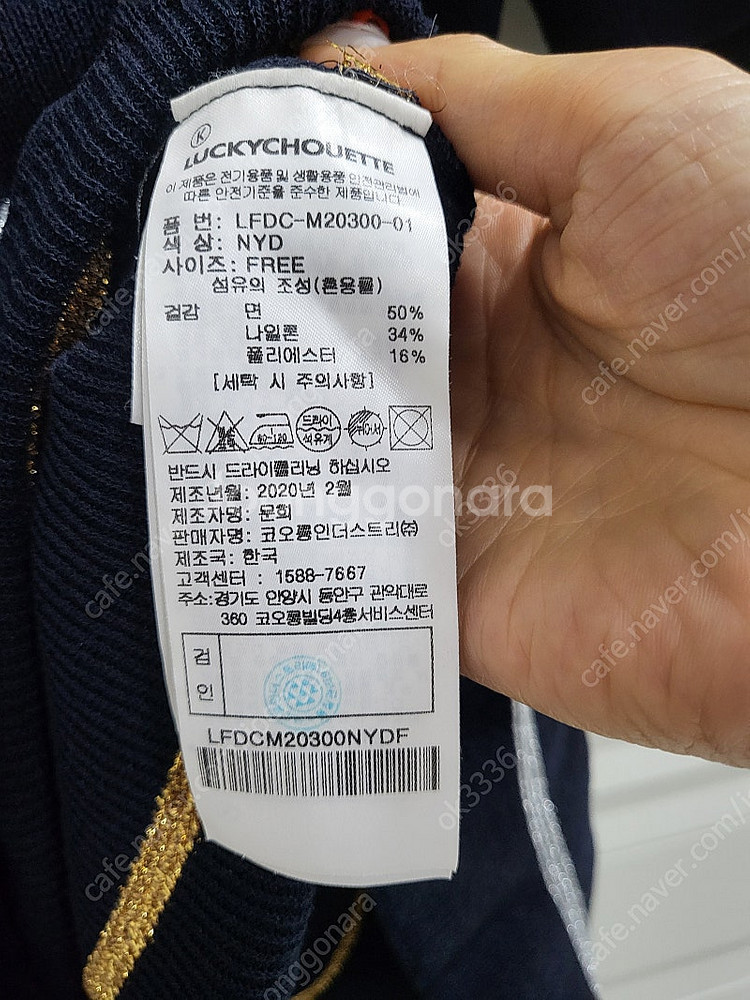 K
LUCKYCHOUETTE
이 제품은 전기용품 및 생활용품 안전관리법에
따른 안전기준을 준수한 제품입니다
품 번: LFDC-M20300-01
색 상: NYD
사이즈: FREE
섬유의 조성(혼용률)
겉감 면 50%
나일론 34%
폴리에스터 16%
[세탁 시 주의사항]
80-120 드라이
석유계
반드시 드라이클리닝 하십시오
제조년월: 2020년 2월
제조자명: 문희
판매자명: 코오롱인더스트리㈜
제조국: 한국
고객센터 : 1588-7667
주소:경기도 안양시 동안구 관악대로
360 코오롱빌딩4층서비스센터
검
인
LFDCM20300NYDF
joonggonara
ok3336
cafe.naver.com/j